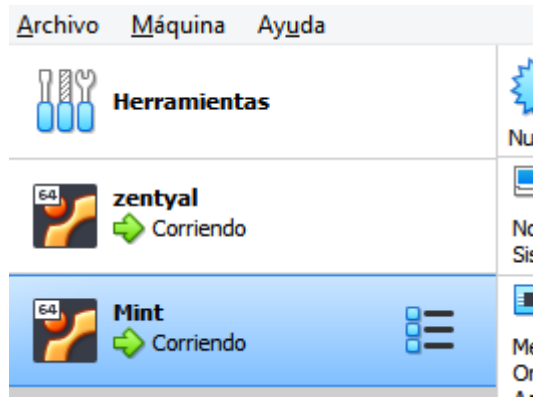 Archivo Máquina Ayuda
Herramientas
64
zentyal
Corriendo
64
Mint
Corriendo